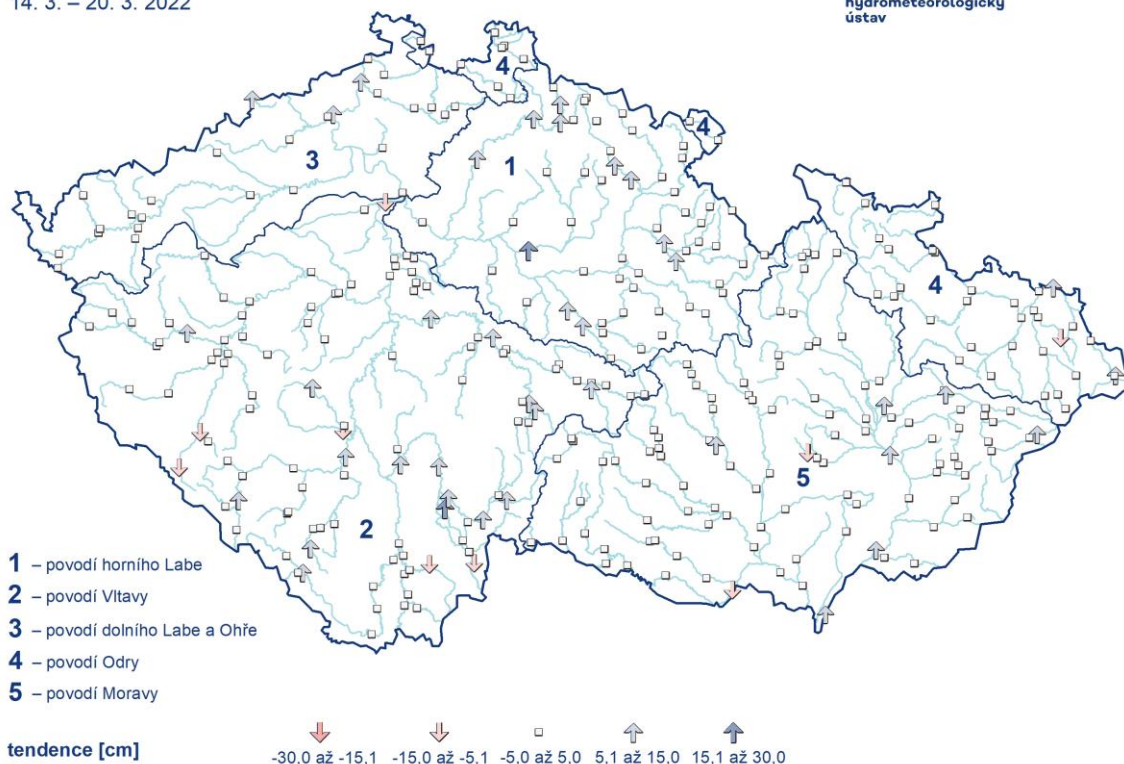 14. 3. – 20. 3. 2022
hydrometeorologický
ústav
4
4
3
1
4
5
2
1 – povodí horního Labe
2 – povodí Vltavy
3 – povodí dolního Labe a Ohře
4 – povodí Odry
5 – povodí Moravy
tendence [cm]
-30,0 až -15,1 -15,0 až -5,1 -5,0 až 5,0 5,1 až 15,0 15,1 až 30,0